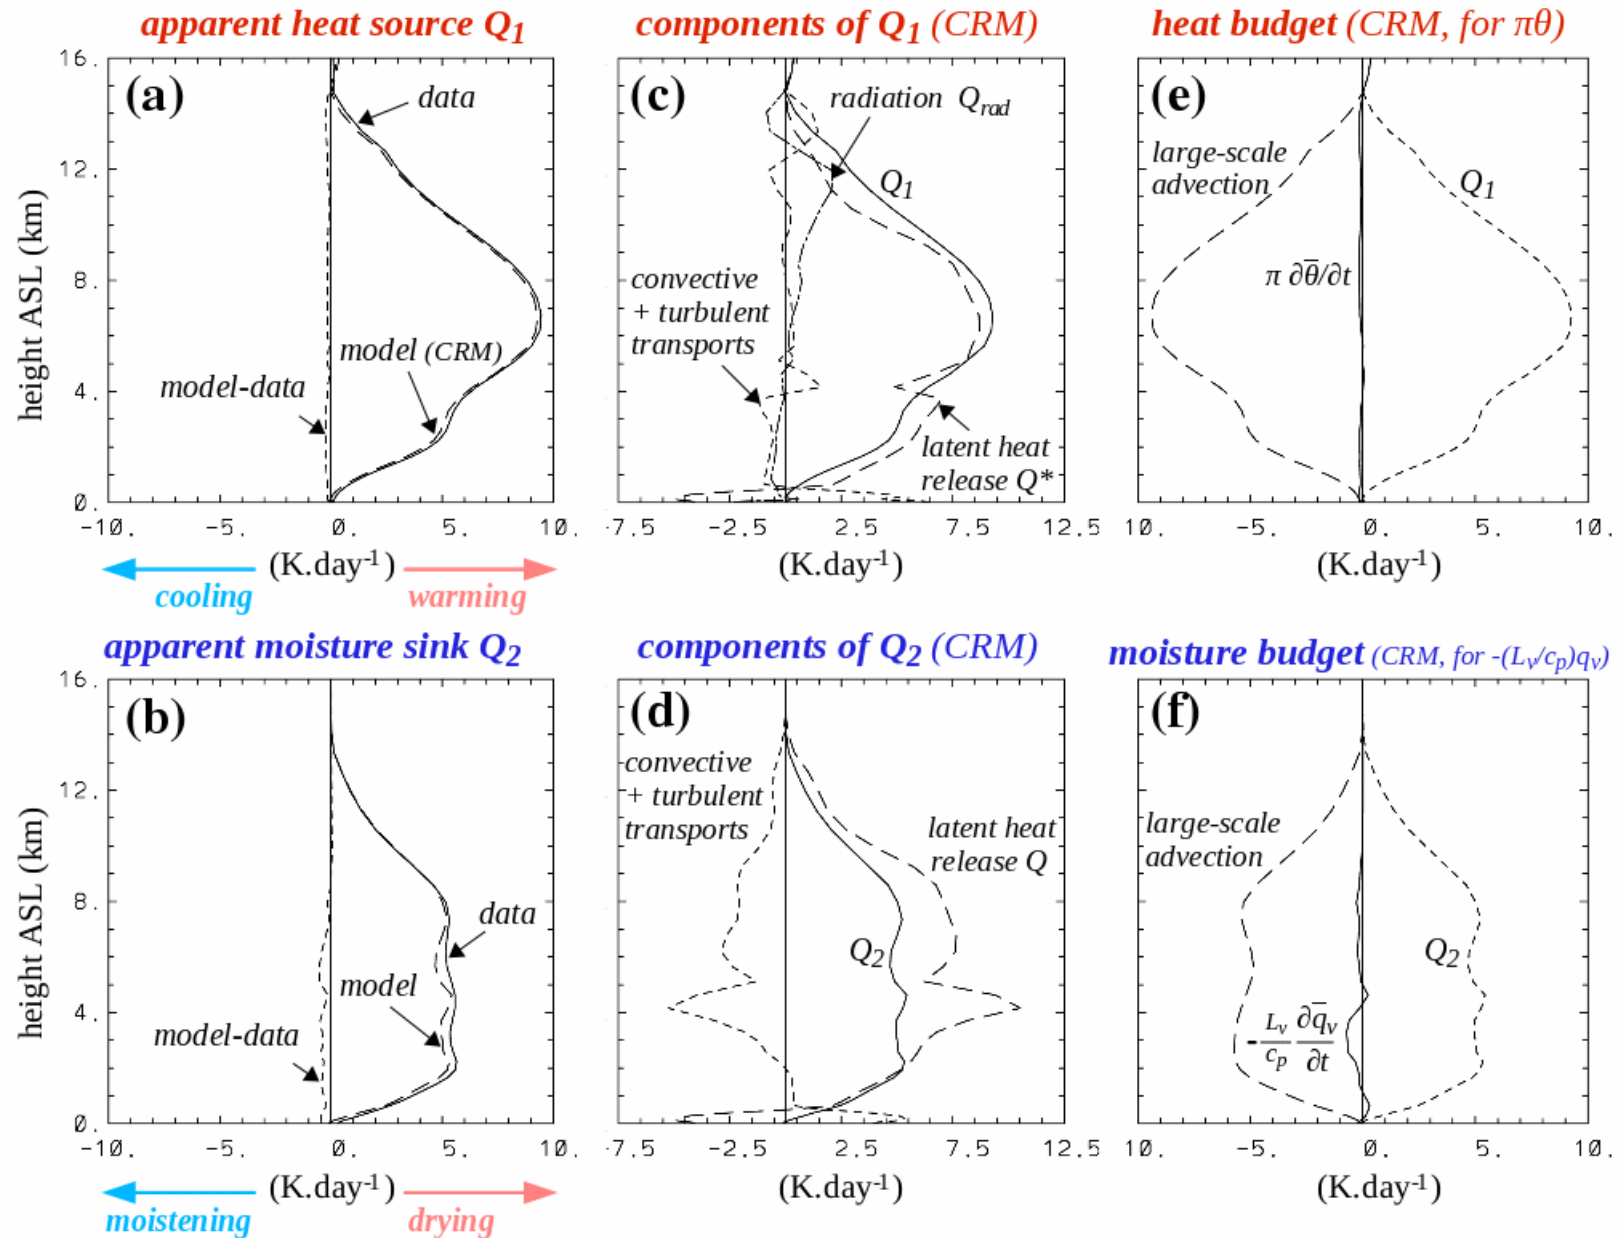 apparent heat source Q1
components of Q1 (CRM)
heat budget (CRM, for πθ)
(a)
data
model (CRM)
model-data
height ASL (km)
16.
12.
8.
4.
0.
-10.
-5.
0.
5.
10.
(K.day-1)
cooling
warming
(c)
radiation Qrad
Q1
convective
+ turbulent
transports
latent heat
release Q*
-7.5
-2.5
2.5
7.5
12.5
(K.day-1)
(e)
large-scale
advection
Q1
π ∂θ̅/∂t
10.
-5.
0.
5.
10.
(K.day-1)
apparent moisture sink Q2
components of Q2 (CRM)
moisture budget (CRM, for -(Lv/cp)qv)
(b)
data
model
model-data
height ASL (km)
16.
12.
8.
4.
0.
-10.
-5.
0.
5.
10.
(K.day-1)
moistening
drying
(d)
convective
+ turbulent
transports
latent heat
release Q
Q2
-7.5
-2.5
2.5
7.5
12.5
(K.day-1)
(f)
large-scale
advection
Q2
- Lv/cp ∂q̅v/∂t
10.
-5.
0.
5.
10.
(K.day-1)